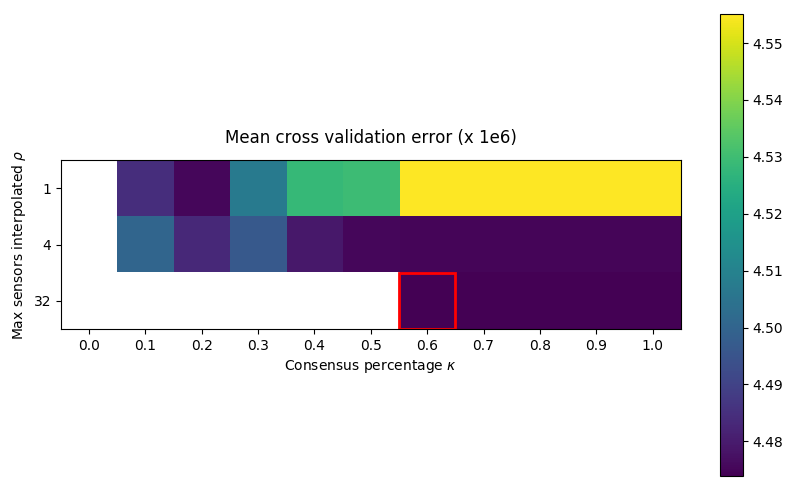 Mean cross validation error (x 1e6)
Max sensors interpolated ρ
1
4
32
0.0 0.1 0.2 0.3 0.4 0.5 0.6 0.7 0.8 0.9 1.0
Consensus percentage κ
4.55
4.54
4.53
4.52
4.51
4.50
4.49
4.48